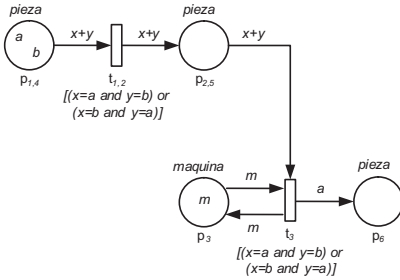 pieza
pieza
a
b
x+y
x+y
x+y
p1,4
t1,2
p2,5
[(x=a and y=b) or
(x=b and y=a)]
maquina
pieza
m
m
a
m
p3
t3
p6
[(x=a and y=b) or
(x=b and y=a)]